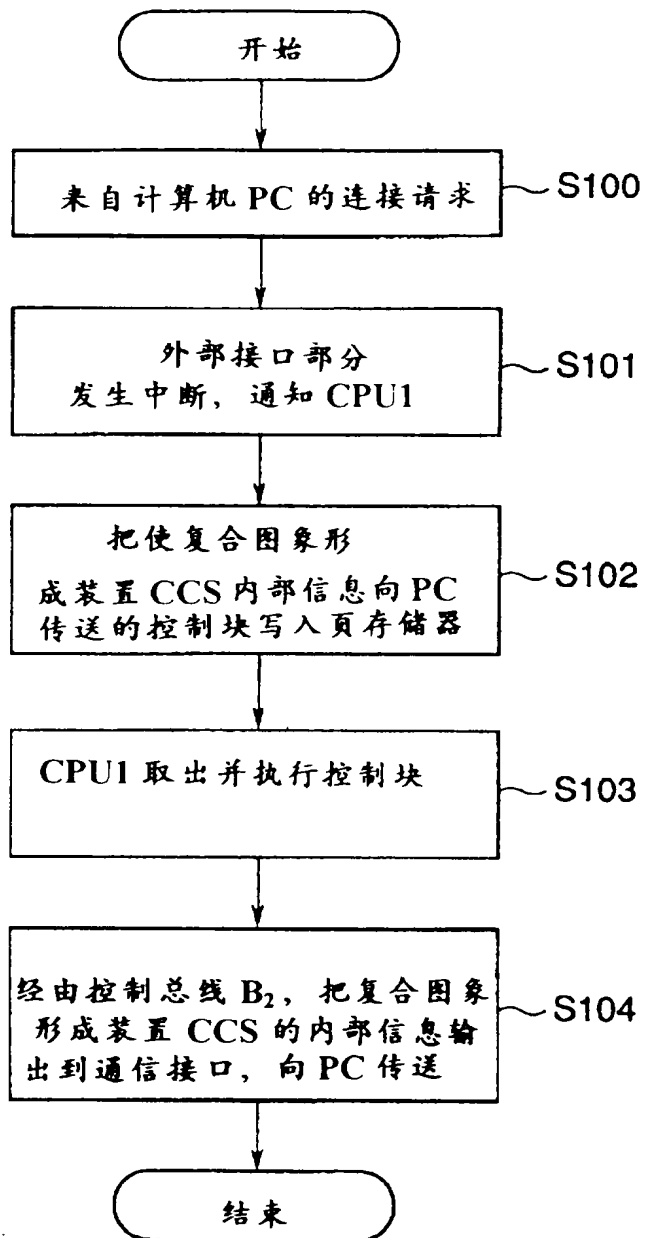 开始
来自计算机 PC 的连接请求
S100
外部接口部分
发生中断, 通知 CPU1
S101
把使复合图象形
成装置 CCS 内部信息向 PC
传送的控制块写入頁存储器
S102
CPU1 取出并执行控制块
S103
经由控制总线 B₂, 把复合图象
形成装置 CCS 的内部信息输
出到通信接口, 向 PC 传送
S104
结束